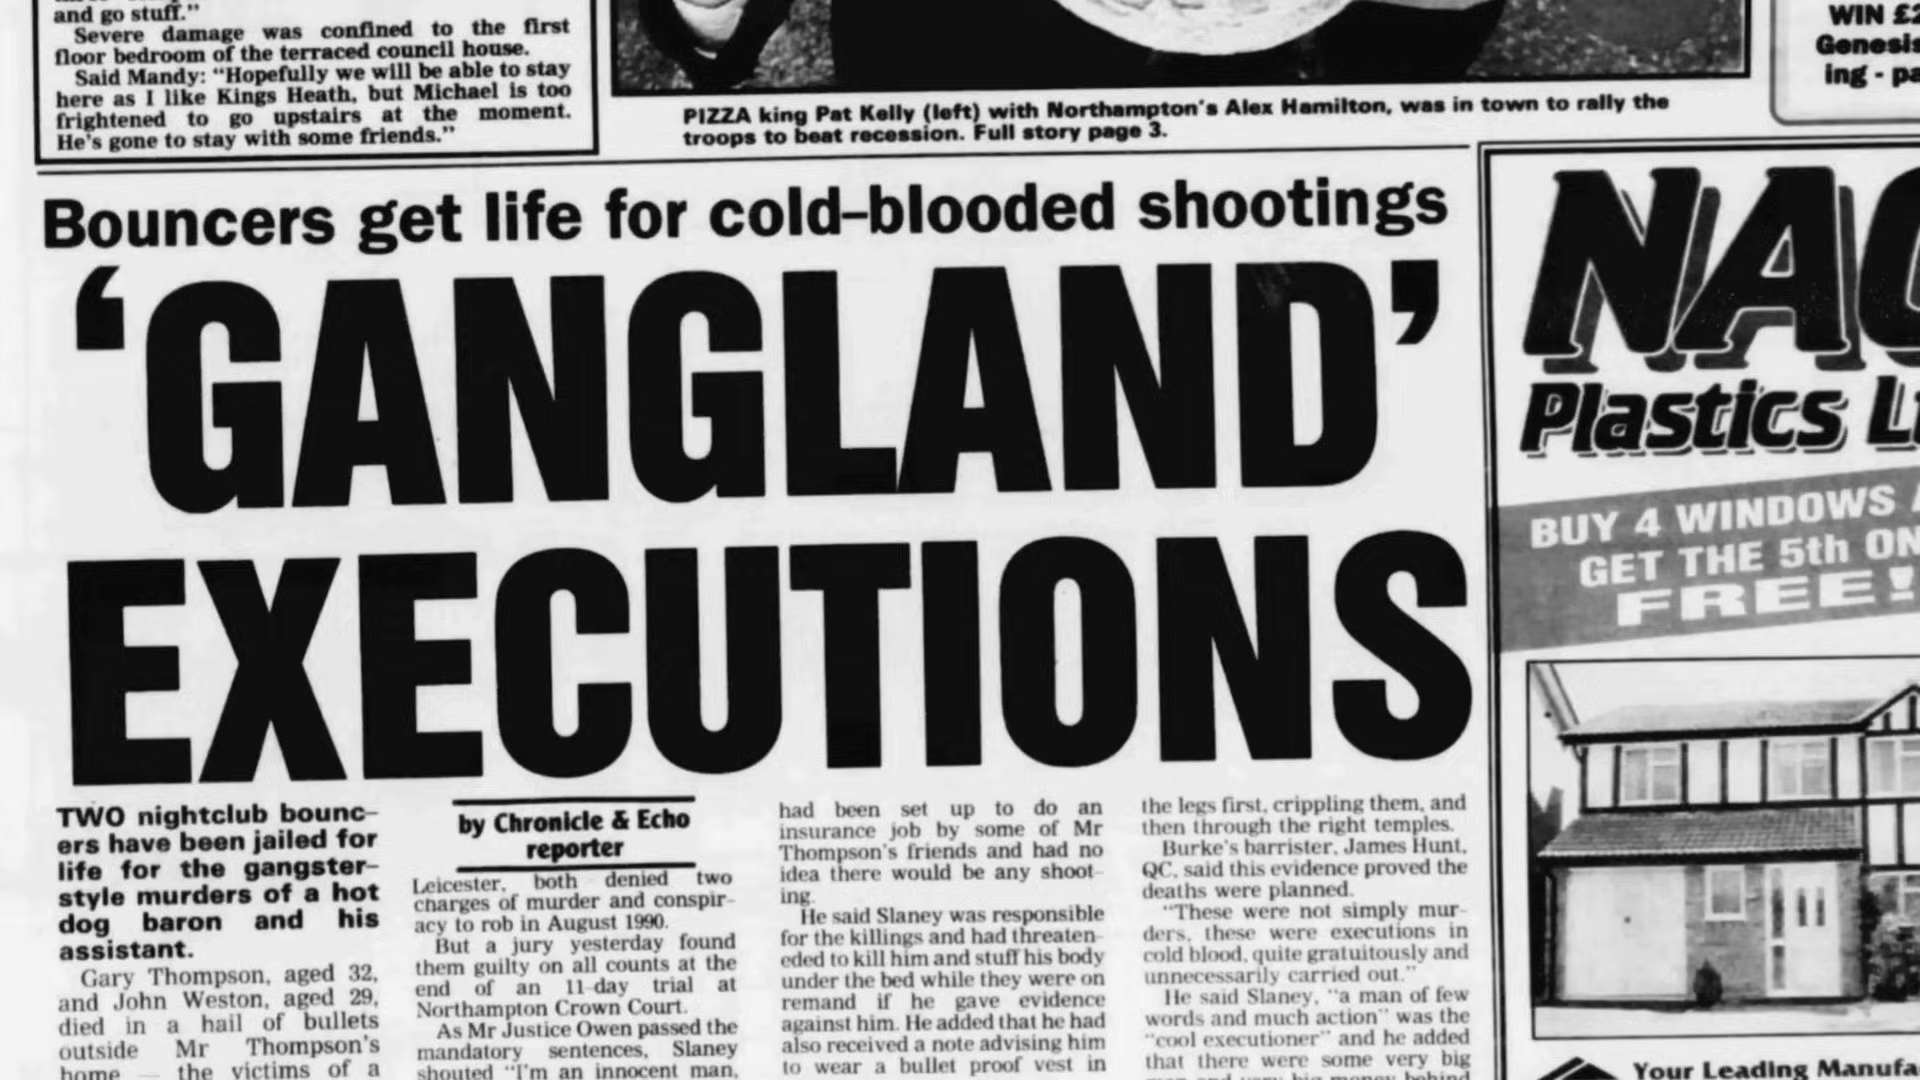 and go stuff."
Severe damage was confined to the first
floor bedroom of the terraced council house.
Said Mandy: "Hopefully we will be able to stay
here as I like Kings Heath, but Michael is too
frightened to go upstairs at the moment.
He's gone to stay with some friends."
PIZZA king Pat Kelly (left) with Northampton's Alex Hamilton, was in town to rally the
troops to beat recession. Full story page 3.
WIN £2
Genesis
ing - pa
Bouncers get life for cold-blooded shootings
'GANGLAND'
EXECUTIONS
TWO nightclub bounc-
ers have been jailed for
life for the gangster-
style murders of a hot
dog baron and his
assistant.
Gary Thompson, aged 32,
and John Weston, aged 29,
died in a hail of bullets
outside Mr Thompson's
home — the victims of a
by Chronicle & Echo
reporter
Leicester, both denied two
charges of murder and conspir-
acy to rob in August 1990.
But a jury yesterday found
them guilty on all counts at the
end of an 11-day trial at
Northampton Crown Court.
As Mr Justice Owen passed the
mandatory sentences, Slaney
shouted "I'm an innocent man,
had been set up to do an
insurance job by some of Mr
Thompson's friends and had no
idea there would be any shoot-
ing.
He said Slaney was responsible
for the killings and had threaten-
eded to kill him and stuff his body
under the bed while they were on
remand if he gave evidence
against him. He added that he had
also received a note advising him
to wear a bullet proof vest in
the legs first, crippling them, and
then through the right temples.
Burke's barrister, James Hunt,
QC, said this evidence proved the
deaths were planned.
"These were not simply mur-
ders, these were executions in
cold blood, quite gratuitously and
unnecessarily carried out."
He said Slaney, "a man of few
words and much action" was the
"cool executioner" and he added
that there were some very big
money behind
NAC
Plastics Lt
BUY 4 WINDOWS A
GET THE 5th ON
FREE!
Your Leading Manufa